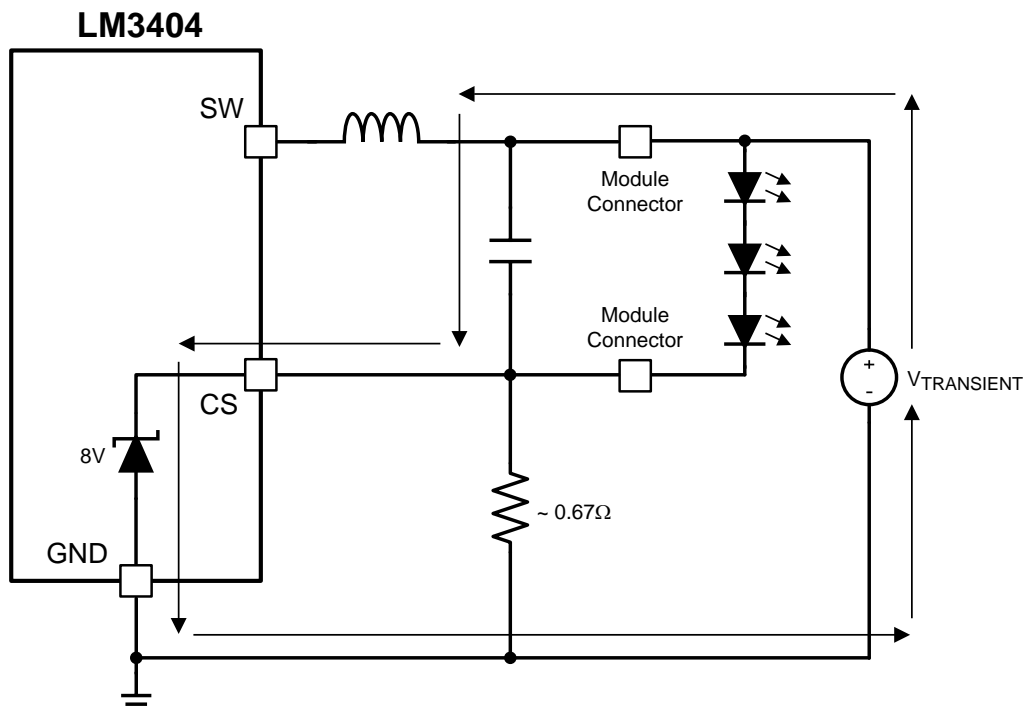 LM3404
SW
Module
Connector
Module
Connector
+
-
VTRANSIENT
CS
8V
~ 0.67Ω
GND